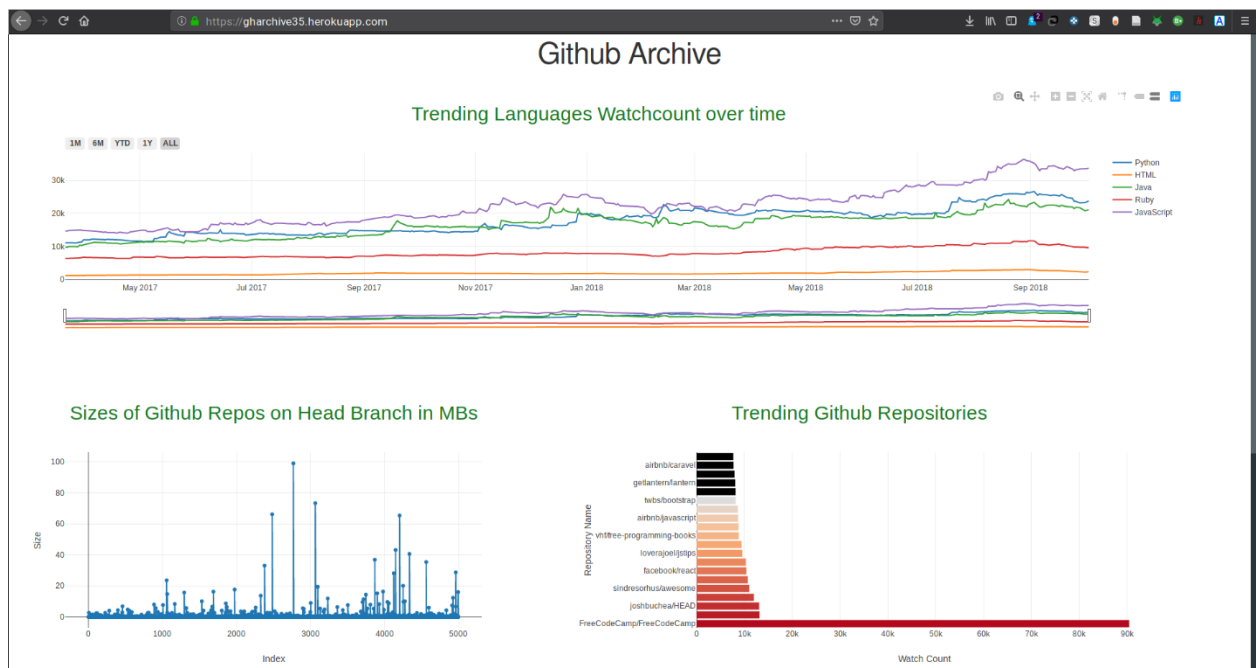 https://gharchive35.herokuapp.com
2
Github Archive
Trending Languages Watchcount over time
1M 6M YTD 1Y ALL
30k
20k
10k
0
May 2017 Jul 2017 Sep 2017 Nov 2017 Jan 2018 Mar 2018 May 2018 Jul 2018 Sep 2018
Python
HTML
Java
Ruby
JavaScript
Sizes of Github Repos on Head Branch in MBs
100
80
60
40
20
0
Size
0 1000 2000 3000 4000 5000
Index
Trending Github Repositories
Repository Name
airbnb/caravel
getlantern/lantern
twbs/bootstrap
airbnb/javascript
vhf/free-programming-books
loverajoel/jstips
facebook/react
sindresorhus/awesome
joshbuchea/HEAD
FreeCodeCamp/FreeCodeCamp
0 10k 20k 30k 40k 50k 60k 70k 80k 90k
Watch Count